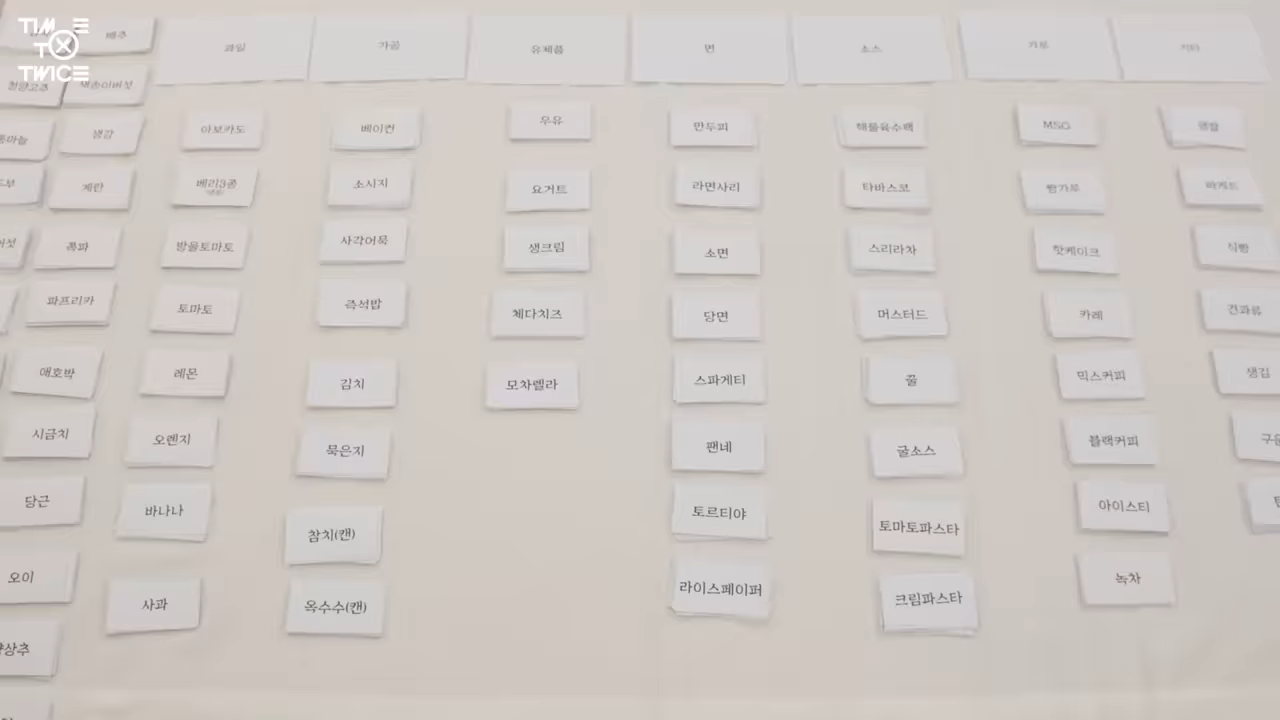 TIME
TO
TWICE
배추
과일
가공
유제품
면
소스
가루
기타
청양고추
새송이버섯
통마늘
생강
두부
계란
쪽파
파프리카
애호박
시금치
당근
오이
아보카도
베리3종
방울토마토
토마토
레몬
오렌지
바나나
사과
베이컨
소시지
사각어묵
즉석밥
김치
묵은지
참치(캔)
옥수수(캔)
우유
요거트
생크림
체다치즈
모차렐라
만두피
라면사리
소면
당면
스파게티
팬네
토르티야
라이스페이퍼
해물육수팩
타바스코
스리라차
머스터드
꿀
굴소스
토마토파스타
크림파스타
MSG
빵가루
핫케이크
카레
믹스커피
블랙커피
아이스티
녹차
쌀
바게트
식빵
견과류
생김